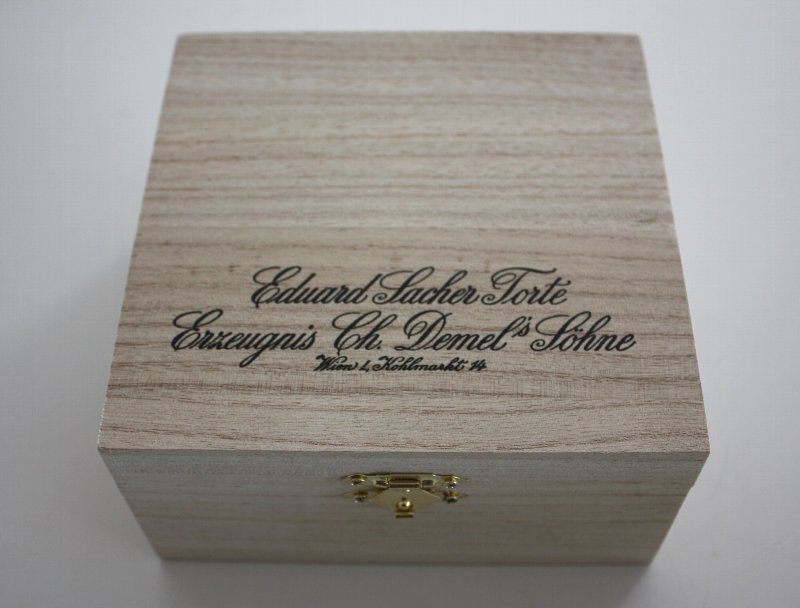 Eduard Sacher Torte
Erzeugnis Ch. Demel's Söhne
Wien 1, Kohlmarkt 14